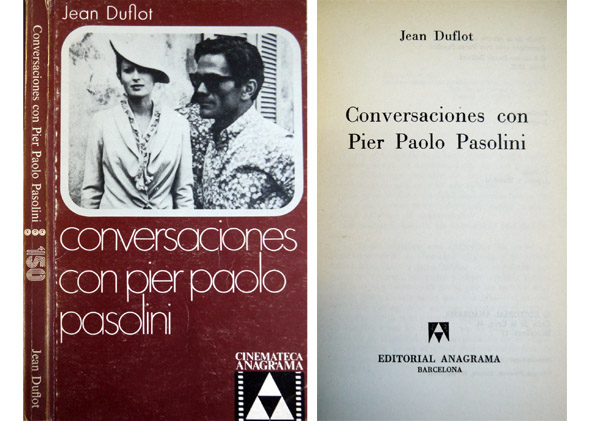 Conversaciones con Pier Paolo Pasolini
150
Jean Duflot
Jean Duflot
conversaciones
con pier paolo
pasolini
CINEMATECA
ANAGRAMA
Jean Duflot
Conversaciones con
Pier Paolo Pasolini
EDITORIAL ANAGRAMA
BARCELONA